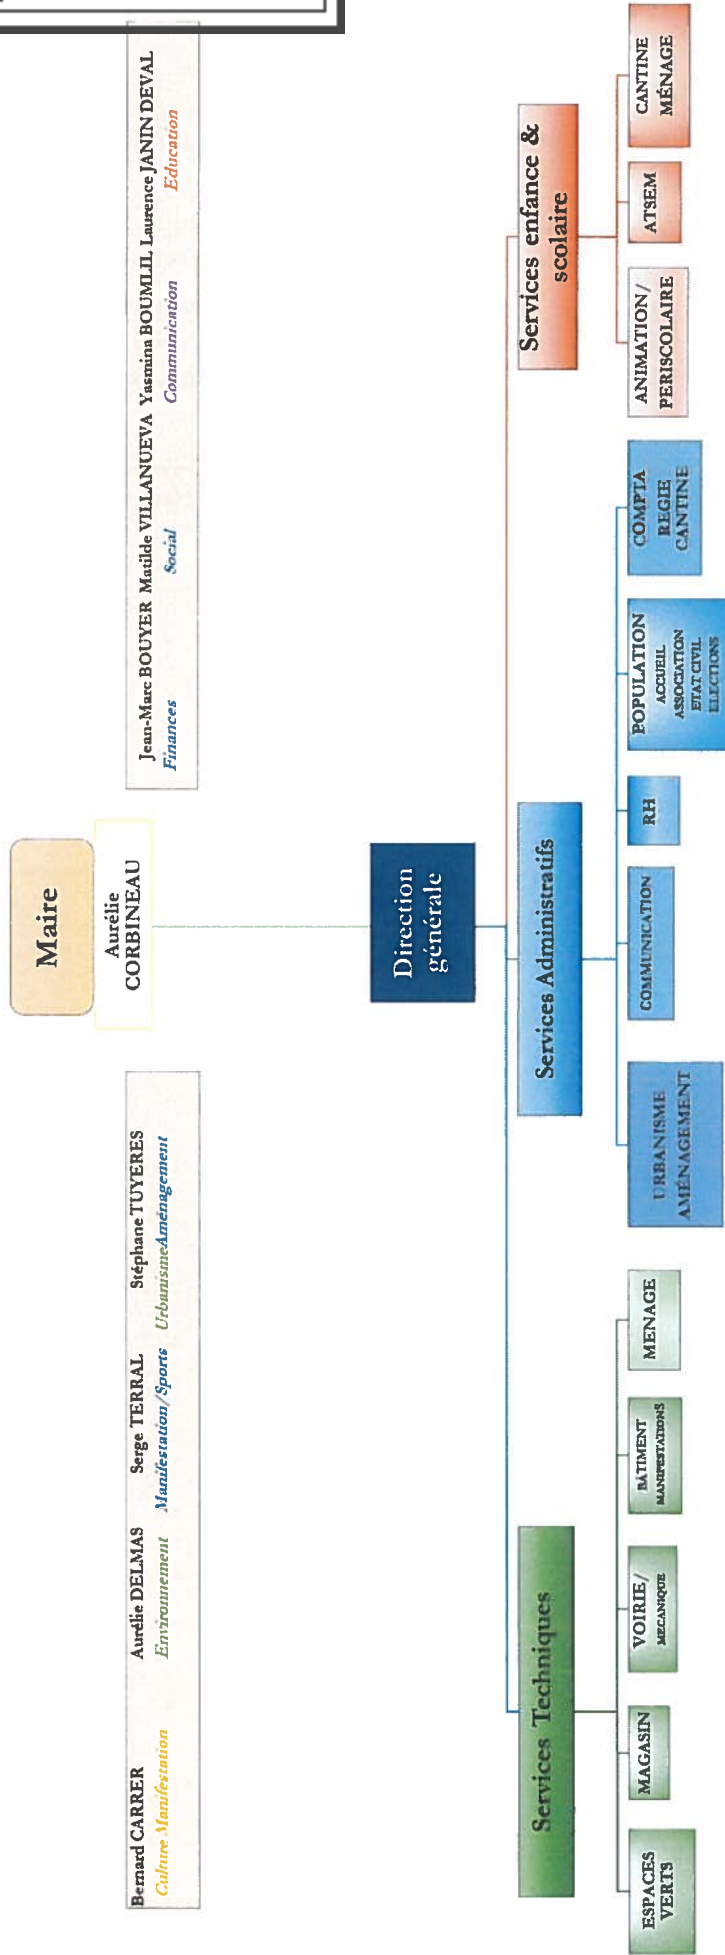 Maire
Aurélie
CORBINEAU
Bernard CARRER
Aurélie DELMAS
Serge TERRAL
Stéphane TUYERES
Culture Manifestation
Environnement
Manifestation/Sports
UrbanismeAménagement
Jean-Marc BOUYER Matilde VILLANUEVA Yasmina BOUMLIL Laurence JANIN DEVAL
Finances
Social
Communication
Education
Direction
générale
Services Techniques
Services Administratifs
Services enfance &
scolaire
ESPACES
VERTS
MAGASIN
VOIRIE/
MECANIQUE
BÂTIMENT
MANIFESTATIONS
MENAGE
URBANISME
AMÉNAGEMENT
COMMUNICATION
RH
POPULATION
ACCUEIL
ASSOCIATION
ETAT CIVIL
ELECTIONS
COMPTA
REGIE
CANTINE
ANIMATION/
PERISCOLAIRE
ATSEM
CANTINE
MÉNAGE